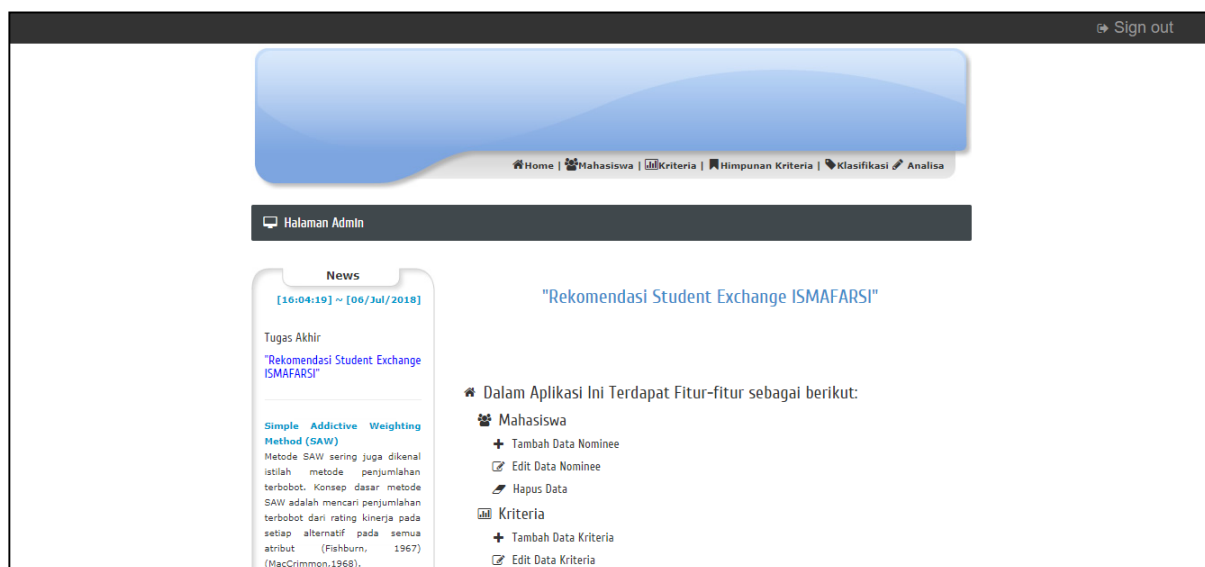 Sign out
Home | Mahasiswa | Kriteria | Himpunan Kriteria | Klasifikasi Analisa
Halaman Admin
News
[16:04:19] ~ [06/Jul/2018]
Tugas Akhir
"Rekomendasi Student Exchange
ISMAFARSI"
Simple Addictive Weighting
Method (SAW)
Metode SAW sering juga dikenal
istilah metode penjumlahan
terbobot. Konsep dasar metode
SAW adalah mencari penjumlahan
terbobot dari rating kinerja pada
setiap alternatif pada semua
atribut (Fishburn, 1967)
(MacCrimmon,1968).
"Rekomendasi Student Exchange ISMAFARSI"
Dalam Aplikasi Ini Terdapat Fitur-fitur sebagai berikut:
Mahasiswa
Tambah Data Nominee
Edit Data Nominee
Hapus Data
Kriteria
Tambah Data Kriteria
Edit Data Kriteria